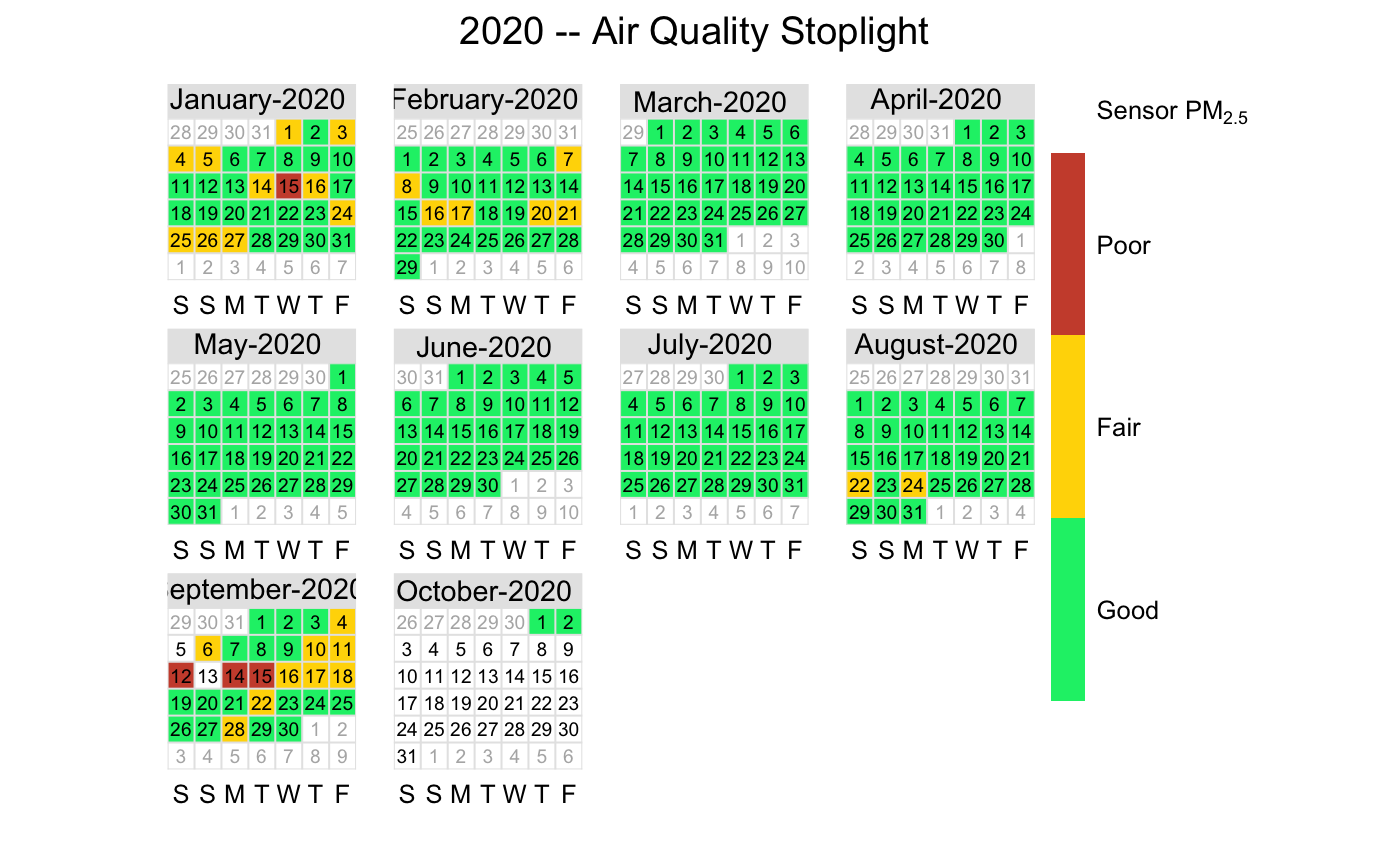 2020 -- Air Quality Stoplight
January-2020 February-2020 March-2020 April-2020
28 29 30 31 1 2 3 25 26 27 28 29 30 31 29 1 2 3 4 5 6 28 29 30 31 1 2 3
4 5 6 7 8 9 10 1 2 3 4 5 6 7 7 8 9 10 11 12 13 4 5 6 7 8 9 10
11 12 13 14 15 16 17 8 9 10 11 12 13 14 14 15 16 17 18 19 20 11 12 13 14 15 16 17
18 19 20 21 22 23 24 15 16 17 18 19 20 21 21 22 23 24 25 26 27 18 19 20 21 22 23 24
25 26 27 28 29 30 31 22 23 24 25 26 27 28 28 29 30 31 1 2 3 25 26 27 28 29 30 1
1 2 3 4 5 6 7 29 1 2 3 4 5 6 4 5 6 7 8 9 10 2 3 4 5 6 7 8
S S M T W T F S S M T W T F S S M T W T F S S M T W T F
May-2020 June-2020 July-2020 August-2020
25 26 27 28 29 30 1 30 31 1 2 3 4 5 27 28 29 30 1 2 3 25 26 27 28 29 30 31
2 3 4 5 6 7 8 6 7 8 9 10 11 12 4 5 6 7 8 9 10 1 2 3 4 5 6 7
9 10 11 12 13 14 15 13 14 15 16 17 18 19 11 12 13 14 15 16 17 8 9 10 11 12 13 14
16 17 18 19 20 21 22 20 21 22 23 24 25 26 18 19 20 21 22 23 24 15 16 17 18 19 20 21
23 24 25 26 27 28 29 27 28 29 30 1 2 3 25 26 27 28 29 30 31 22 23 24 25 26 27 28
30 31 1 2 3 4 5 4 5 6 7 8 9 10 1 2 3 4 5 6 7 29 30 31 1 2 3 4
S S M T W T F S S M T W T F S S M T W T F S S M T W T F
eptember-2020 October-2020
29 30 31 1 2 3 4 26 27 28 29 30 1 2
5 6 7 8 9 10 11 3 4 5 6 7 8 9
12 13 14 15 16 17 18 10 11 12 13 14 15 16
19 20 21 22 23 24 25 17 18 19 20 21 22 23
26 27 28 29 30 1 2 24 25 26 27 28 29 30
3 4 5 6 7 8 9 31 1 2 3 4 5 6
S S M T W T F S S M T W T F
Sensor PM2.5
Poor
Fair
Good